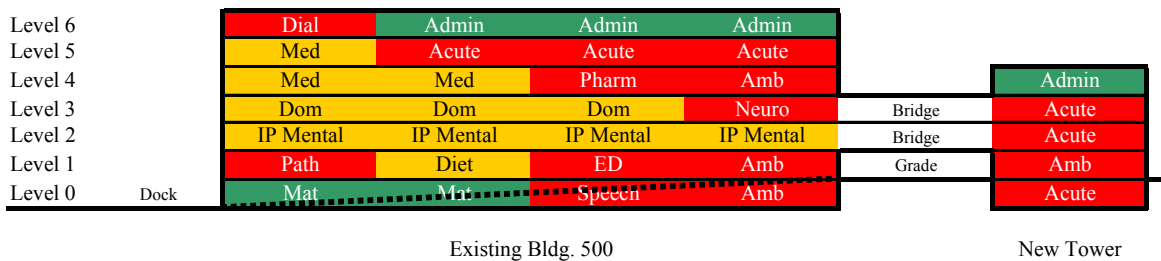 Level 6 Dial Admin Admin Admin
Level 5 Med Acute Acute Acute
Level 4 Med Med Pharm Amb Admin
Level 3 Dom Dom Dom Neuro Bridge Acute
Level 2 IP Mental IP Mental IP Mental IP Mental Bridge Acute
Level 1 Path Diet ED Amb Grade Amb
Level 0 Dock Mat Mat Speech Amb Acute
Existing Bldg. 500 New Tower